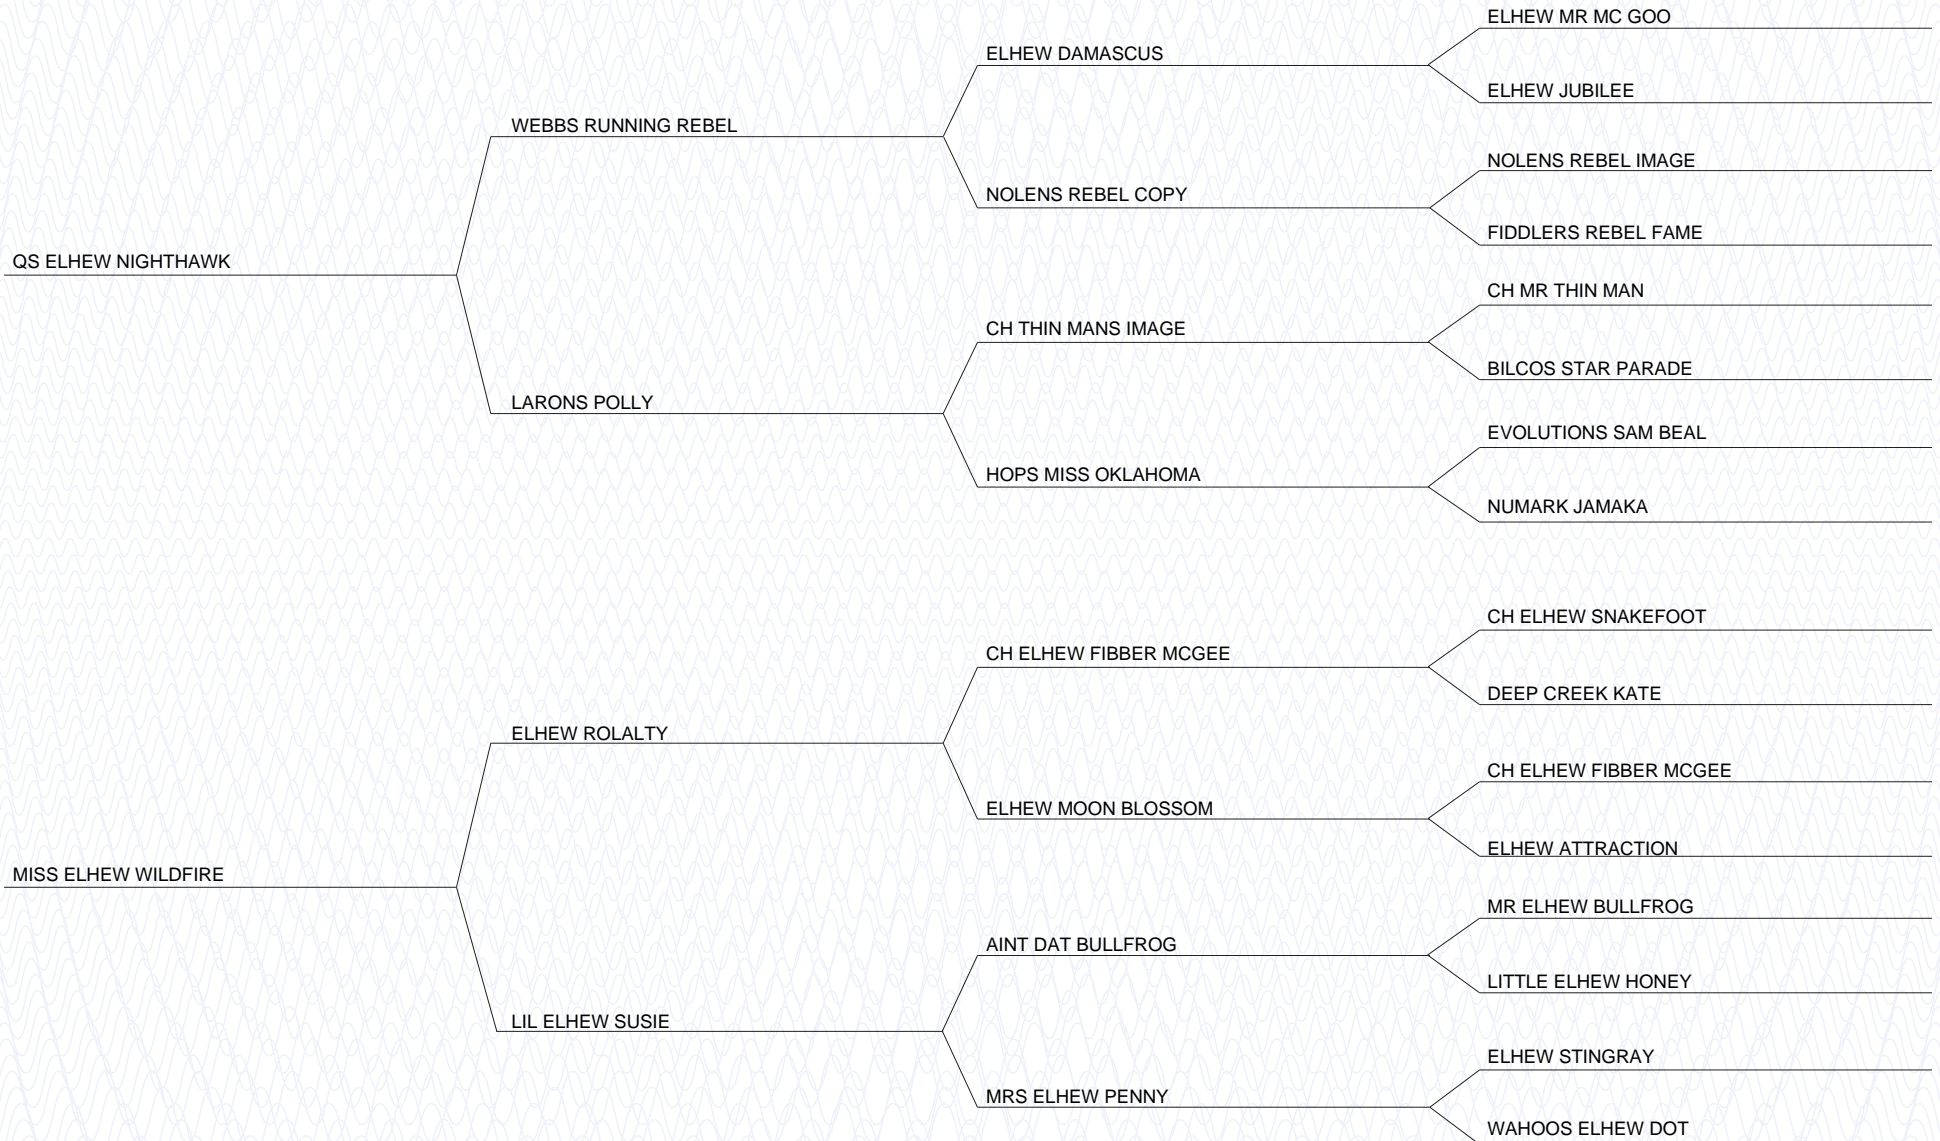 ELHEW MR MC GOO
ELHEW DAMASCUS
ELHEW JUBILEE
WEBBS RUNNING REBEL
NOLENS REBEL IMAGE
NOLENS REBEL COPY
FIDDLERS REBEL FAME
QS ELHEW NIGHTHAWK
CH MR THIN MAN
CH THIN MANS IMAGE
BILCOS STAR PARADE
LARONS POLLY
EVOLUTIONS SAM BEAL
HOPS MISS OKLAHOMA
NUMARK JAMAKA
CH ELHEW SNAKEFOOT
CH ELHEW FIBBER MCGEE
DEEP CREEK KATE
ELHEW ROLALTY
CH ELHEW FIBBER MCGEE
ELHEW MOON BLOSSOM
ELHEW ATTRACTION
MISS ELHEW WILDFIRE
MR ELHEW BULLFROG
AINT DAT BULLFROG
LITTLE ELHEW HONEY
LIL ELHEW SUSIE
ELHEW STINGRAY
MRS ELHEW PENNY
WAHOOS ELHEW DOT